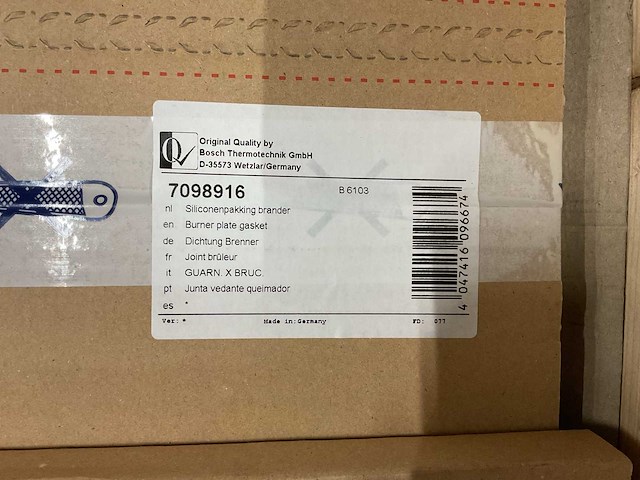 Original Quality by
Bosch Thermotechnik GmbH
D-35573 Wetzlar/Germany
7098916 B 6103
nl Siliconenpakking brander
en Burner plate gasket
de Dichtung Brenner
fr Joint brûleur
it GUARN. X BRUC.
pt Junta vedante queimador
es *
Ver: * Made in: Germany FD: 077
4 047416 096674